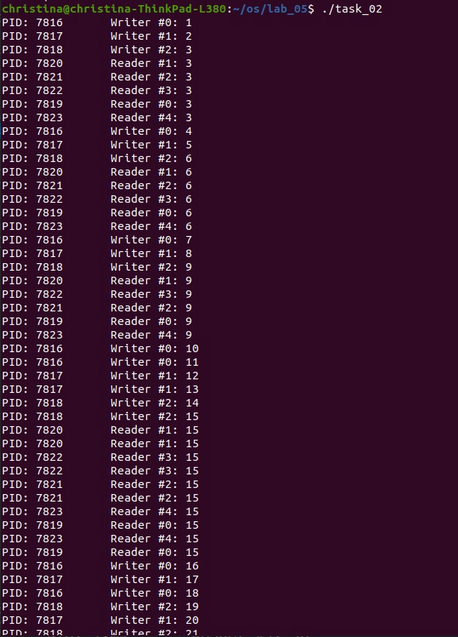 christina@christina-ThinkPad-L380:~/os/lab_05$ ./task_02
PID: 7816 Writer #0: 1
PID: 7817 Writer #1: 2
PID: 7818 Writer #2: 3
PID: 7820 Reader #1: 3
PID: 7821 Reader #2: 3
PID: 7822 Reader #3: 3
PID: 7819 Reader #0: 3
PID: 7823 Reader #4: 3
PID: 7816 Writer #0: 4
PID: 7817 Writer #1: 5
PID: 7818 Writer #2: 6
PID: 7820 Reader #1: 6
PID: 7821 Reader #2: 6
PID: 7822 Reader #3: 6
PID: 7819 Reader #0: 6
PID: 7823 Reader #4: 6
PID: 7816 Writer #0: 7
PID: 7817 Writer #1: 8
PID: 7818 Writer #2: 9
PID: 7820 Reader #1: 9
PID: 7822 Reader #3: 9
PID: 7821 Reader #2: 9
PID: 7819 Reader #0: 9
PID: 7823 Reader #4: 9
PID: 7816 Writer #0: 10
PID: 7816 Writer #0: 11
PID: 7817 Writer #1: 12
PID: 7817 Writer #1: 13
PID: 7818 Writer #2: 14
PID: 7818 Writer #2: 15
PID: 7820 Reader #1: 15
PID: 7820 Reader #1: 15
PID: 7822 Reader #3: 15
PID: 7822 Reader #3: 15
PID: 7821 Reader #2: 15
PID: 7821 Reader #2: 15
PID: 7823 Reader #4: 15
PID: 7819 Reader #0: 15
PID: 7823 Reader #4: 15
PID: 7819 Reader #0: 15
PID: 7816 Writer #0: 16
PID: 7817 Writer #1: 17
PID: 7816 Writer #0: 18
PID: 7818 Writer #2: 19
PID: 7817 Writer #1: 20
PID: 7818 Writer #2: 21